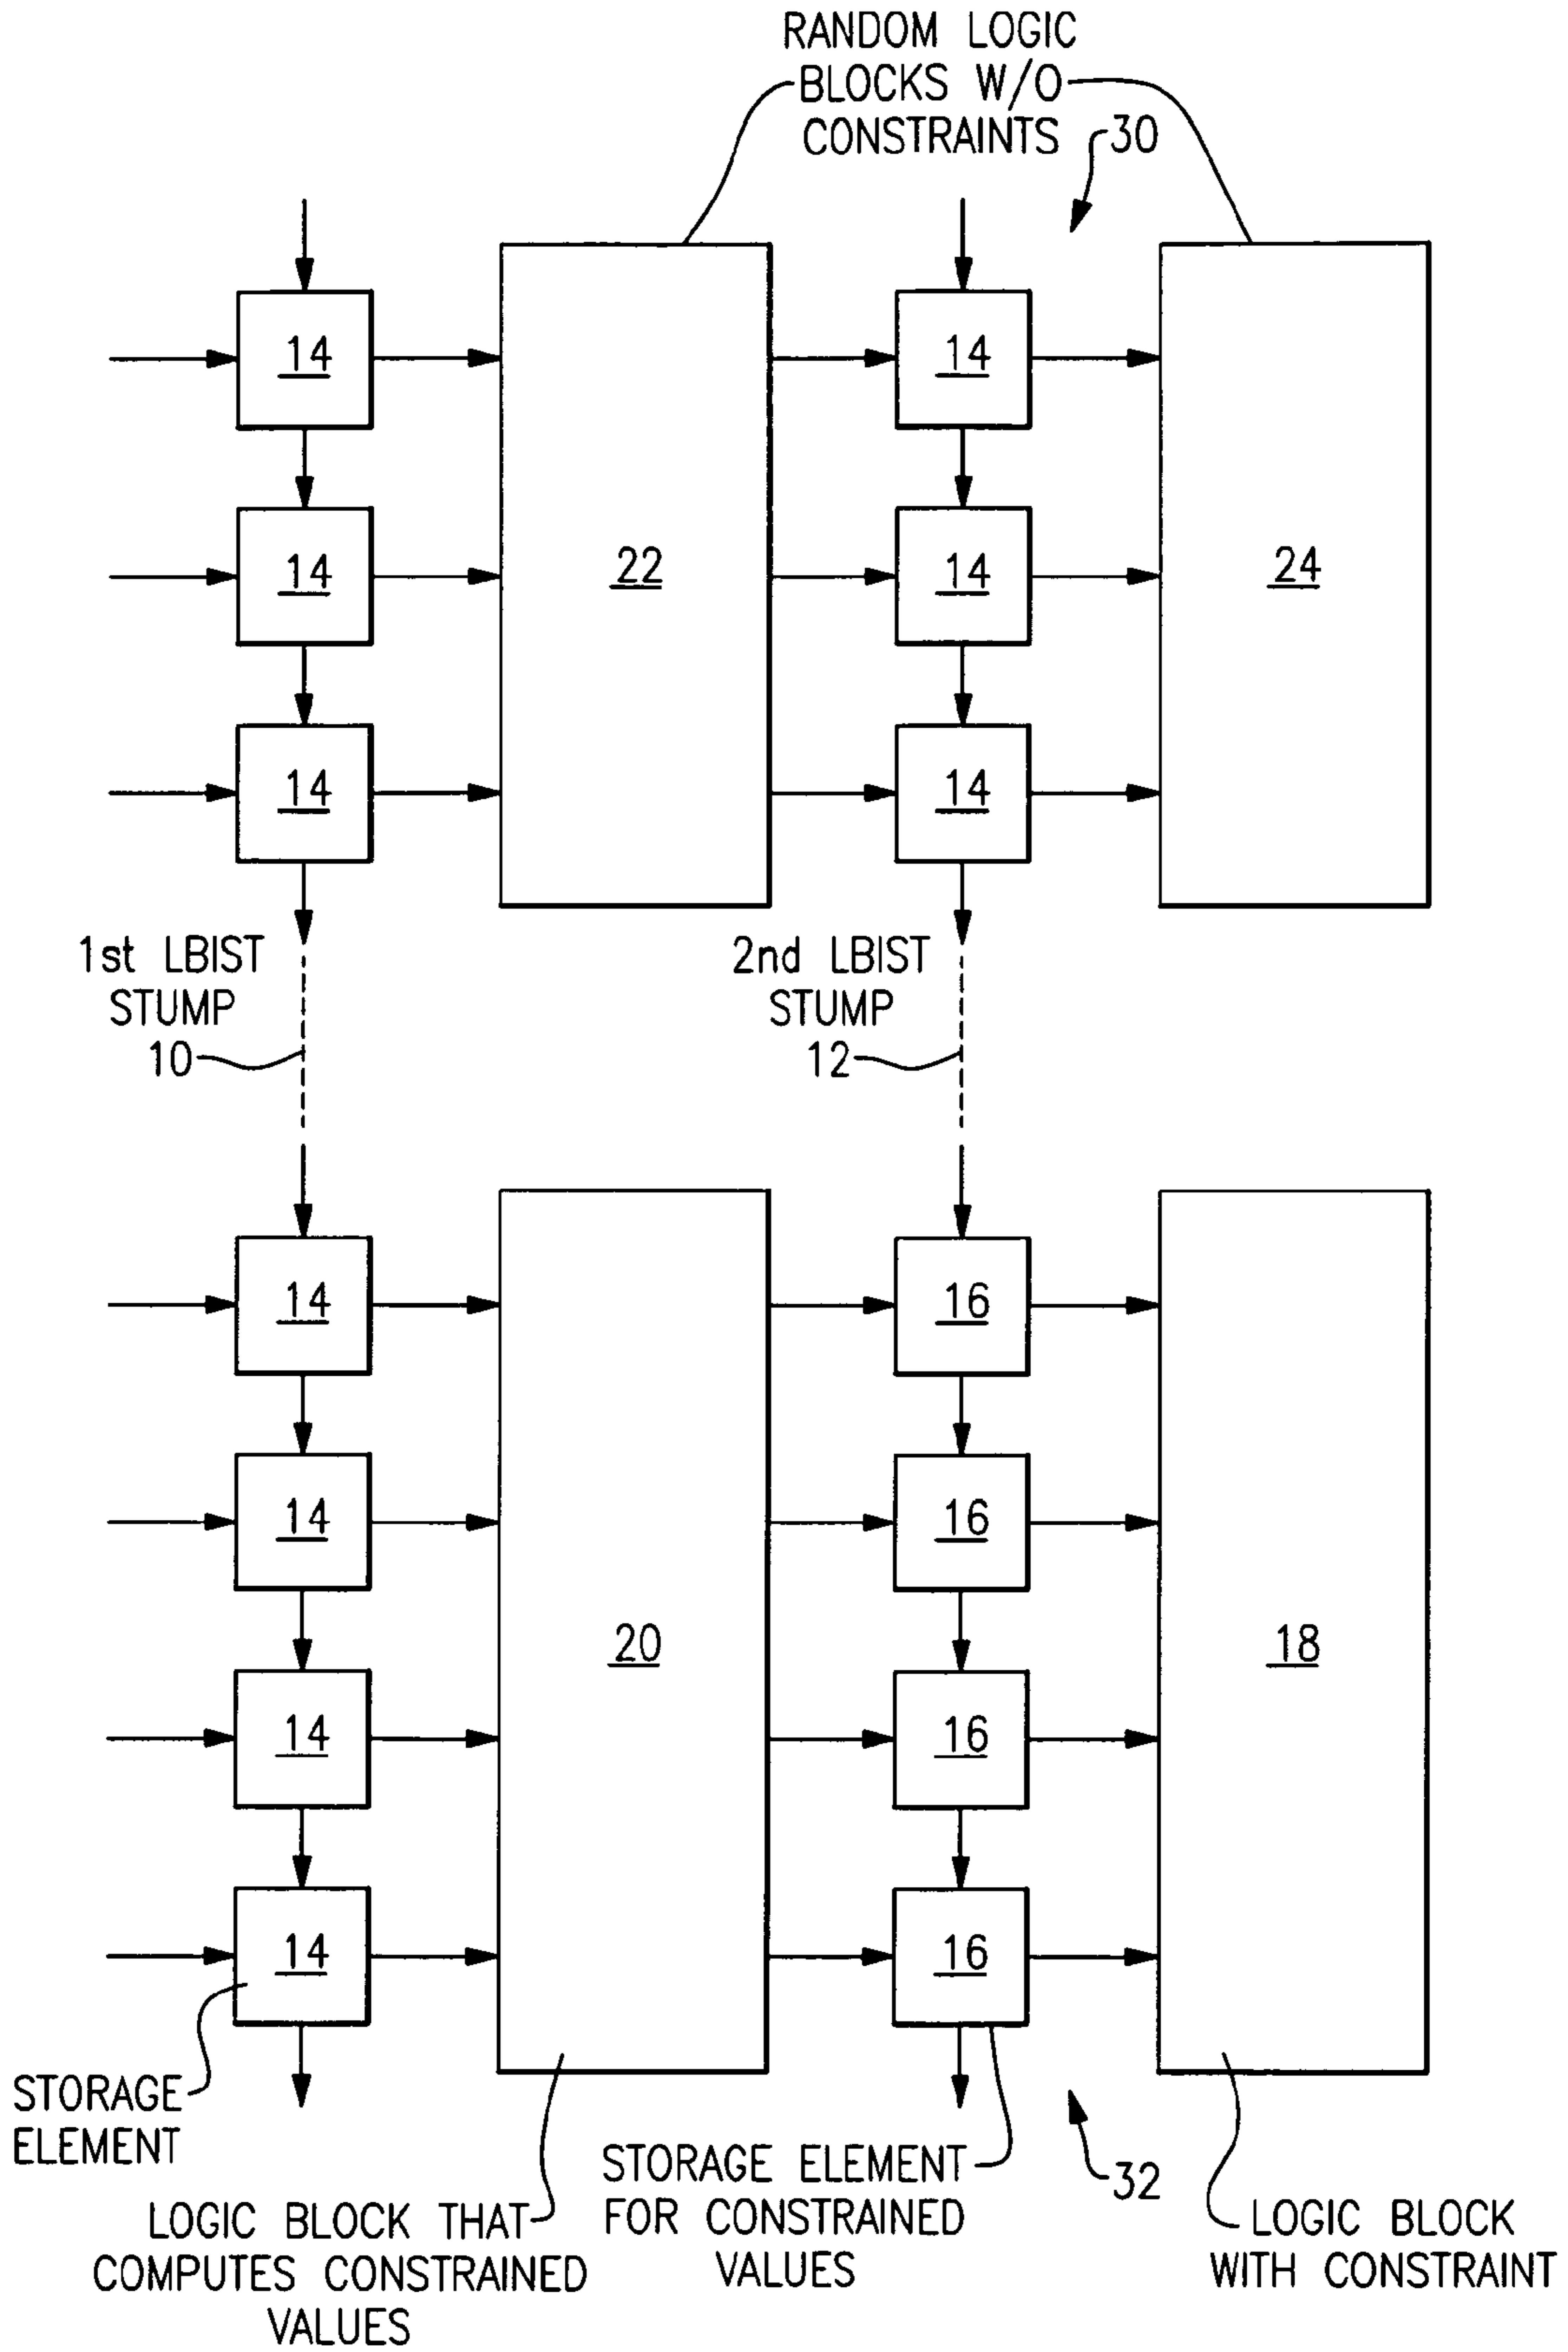 RANDOM LOGIC
BLOCKS W/O
CONSTRAINTS
30
14
14
14
22
14
24
14
14
14
1st LBIST
STUMP
10
2nd LBIST
STUMP
12
14
16
14
16
20
18
14
16
14
16
STORAGE
ELEMENT
STORAGE ELEMENT
FOR CONSTRAINED
VALUES
32
LOGIC BLOCK THAT
COMPUTES CONSTRAINED
VALUES
LOGIC BLOCK
WITH CONSTRAINT